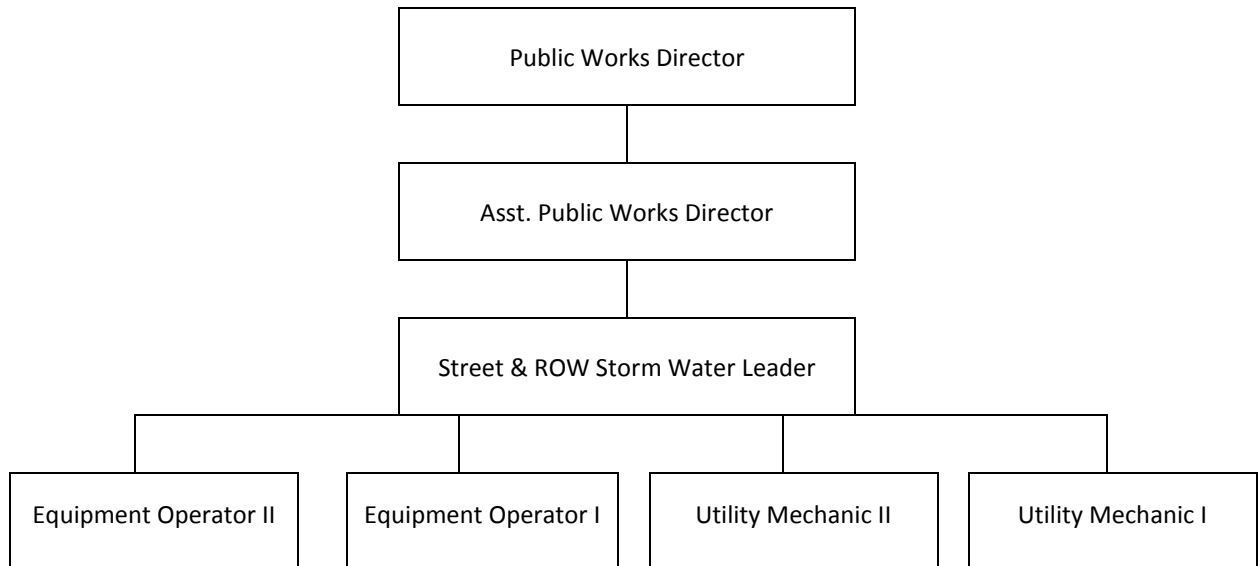 Public Works Director
Asst. Public Works Director
Street & ROW Storm Water Leader
Equipment Operator II
Equipment Operator I
Utility Mechanic II
Utility Mechanic I